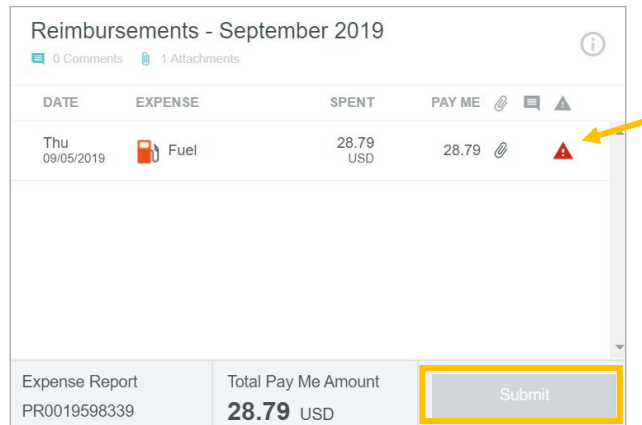 Reimbursements - September 2019
0 Comments 1 Attachments
DATE EXPENSE SPENT PAY ME
Thu
09/05/2019
Fuel
28.79
USD
28.79
Expense Report
PR0019598339
Total Pay Me Amount
28.79 USD
Submit